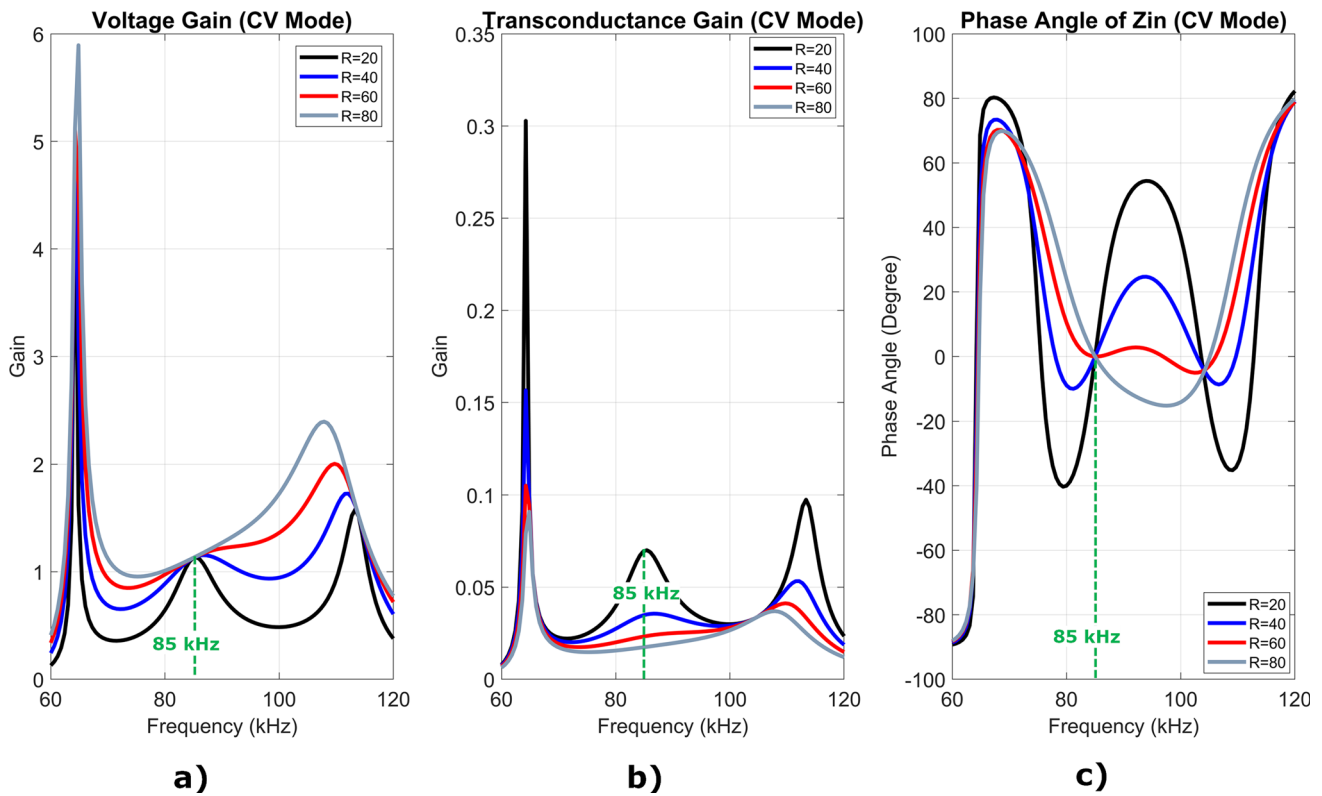 Voltage Gain (CV Mode)
6
5
4
3
2
1
0
Gain
R=20
R=40
R=60
R=80
85 kHz
60
80
100
120
Frequency (kHz)
a)
Transconductance Gain (CV Mode)
0.35
0.3
0.25
0.2
0.15
0.1
0.05
0
Gain
R=20
R=40
R=60
R=80
85 kHz
60
80
100
120
Frequency (kHz)
b)
Phase Angle of Zin (CV Mode)
100
80
60
40
20
0
-20
-40
-60
-80
-100
Phase Angle (Degree)
85 kHz
R=20
R=40
R=60
R=80
60
80
100
120
Frequency (kHz)
c)